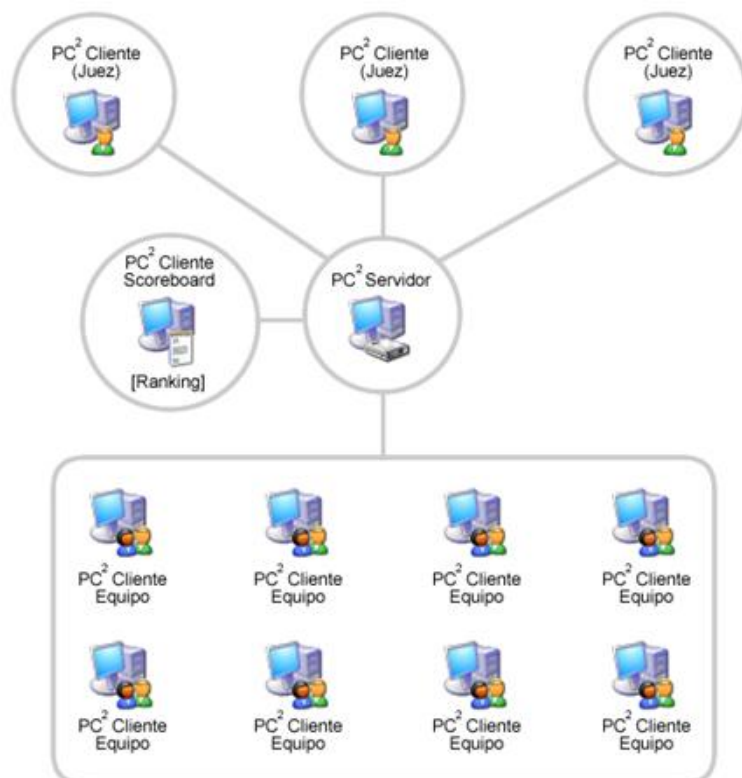 PC² Cliente
(Juez)
PC² Cliente
(Juez)
PC² Cliente
(Juez)
PC² Cliente
Scoreboard
[Ranking]
PC² Servidor
PC² Cliente
Equipo
PC² Cliente
Equipo
PC² Cliente
Equipo
PC² Cliente
Equipo
PC² Cliente
Equipo
PC² Cliente
Equipo
PC² Cliente
Equipo
PC² Cliente
Equipo